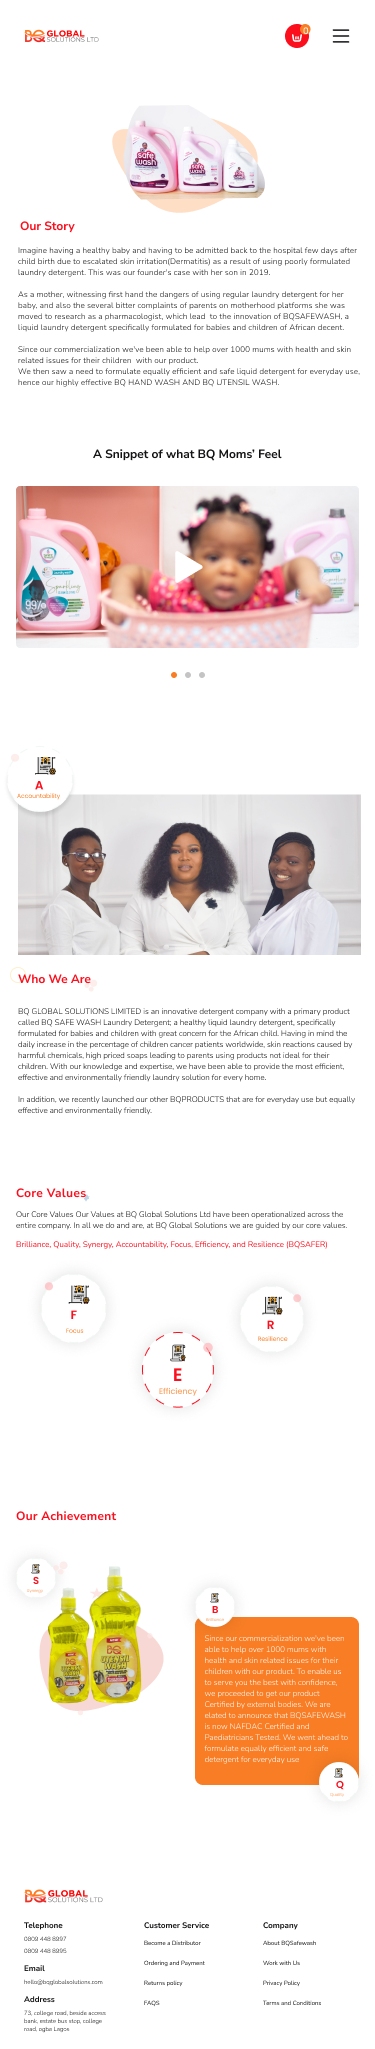 BQ GLOBAL
SOLUTIONS LTD
0
safe
wash
safe
wash
safe
wash
Our Story
Imagine having a healthy baby and having to be admitted back to the hospital few days after
child birth due to escalated skin irritation(Dermatitis) as a result of using poorly formulated
laundry detergent. This was our founder's case with her son in 2019.
As a mother, witnessing first hand the dangers of using regular laundry detergent for her
baby, and also the several bitter complaints of parents on motherhood platforms she was
moved to research as a pharmacologist, which lead to the innovation of BQSAFEWASH, a
liquid laundry detergent specifically formulated for babies and children of African decent.
Since our commercialization we've been able to help over 1000 mums with health and skin
related issues for their children with our product.
We then saw a need to formulate equally efficient and safe liquid detergent for everyday use,
hence our highly effective BQ HAND WASH AND BQ UTENSIL WASH.
A Snippet of what BQ Moms' Feel
Sparkling
99%
Sparkling
A
Accountability
Who We Are
BQ GLOBAL SOLUTIONS LIMITED is an innovative detergent company with a primary product
called BQ SAFE WASH Laundry Detergent; a healthy liquid laundry detergent, specifically
formulated for babies and children with great concern for the African child. Having in mind the
daily increase in the percentage of children cancer patients worldwide, skin reactions caused by
harmful chemicals, high priced soaps leading to parents using products not ideal for their
children. With our knowledge and expertise, we have been able to provide the most efficient,
effective and environmentally friendly laundry solution for every home.
In addition, we recently launched our other BQPRODUCTS that are for everyday use but equally
effective and environmentally friendly.
Core Values
Our Core Values Our Values at BQ Global Solutions Ltd have been operationalized across the
entire company. In all we do and are, at BQ Global Solutions we are guided by our core values.
Brilliance, Quality, Synergy, Accountability, Focus, Efficiency, and Resilience (BQSAFER)
F
Focus
R
Resilience
E
Efficiency
Our Achievement
S
Synergy
BQ
UTENSIL
WASH
BQ
UTENSIL
WASH
B
Brilliance
Since our commercialization we've been
able to help over 1000 mums with
health and skin related issues for their
children with our product. To enable us
to serve you the best with confidence,
we proceeded to get our product
Certified by external bodies. We are
elated to announce that BQSAFEWASH
is now NAFDAC Certified and
Paediatricians Tested. We went ahead to
formulate equally efficient and safe
detergent for everyday use
Q
Quality
BQ GLOBAL
SOLUTIONS LTD
Telephone
0809 448 8997
0809 448 8995
Email
hello@bqglobalsolutions.com
Address
73, college road, beside access
bank, estate bus stop, college
road, ogba Lagos.
Customer Service
Become a Distributor
Ordering and Payment
Returns policy
FAQS
Company
About BQSafewash
Work with Us
Privacy Policy
Terms and Conditions